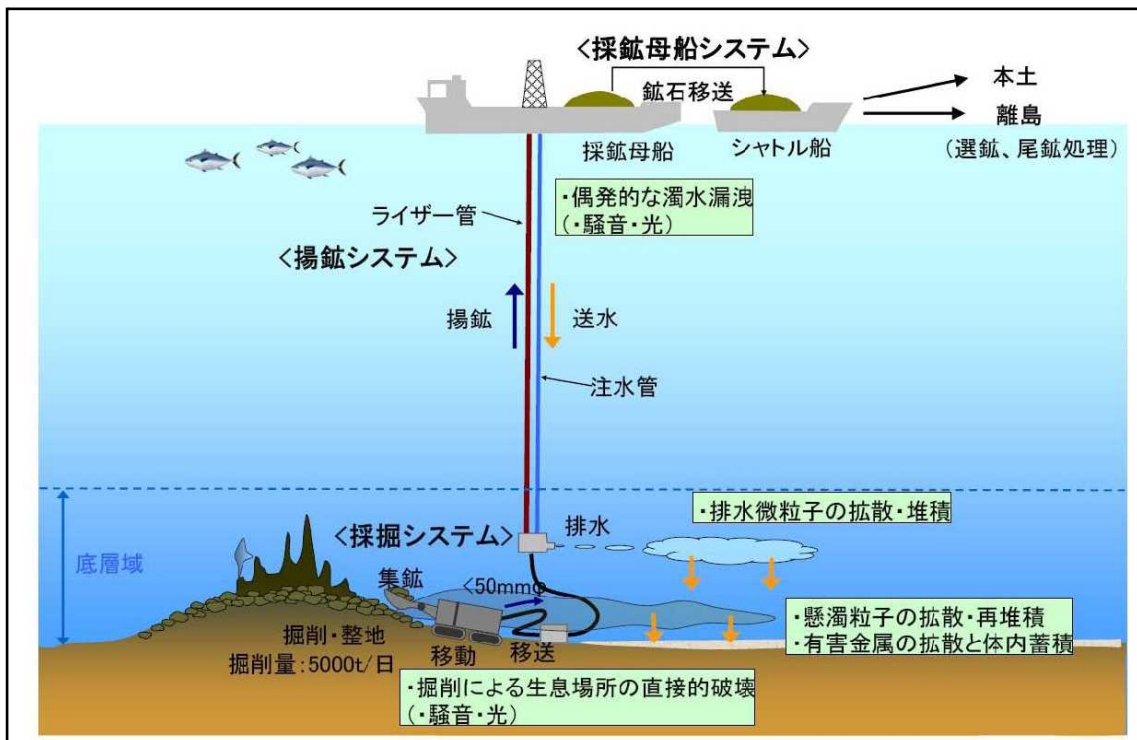 <採鉱母船システム>
鉱石移送
本土
離島
(選鉱、尾鉱処理)
採鉱母船
シャトル船
・偶発的な濁水漏洩
(・騒音・光)
ライザー管
<揚鉱システム>
揚鉱
送水
注水管
・排水微粒子の拡散・堆積
<採掘システム>
排水
底層域
集鉱
<50mmφ
・懸濁粒子の拡散・再堆積
・有害金属の拡散と体内蓄積
掘削・整地
掘削量:5000t/日
移動
移送
・掘削による生息場所の直接的破壊
(・騒音・光)